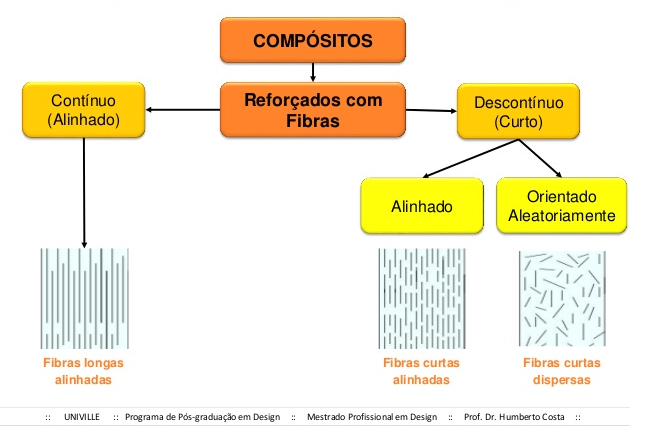 COMPÓSITOS
Contínuo
(Alinhado)
Reforçados com
Fibras
Descontínuo
(Curto)
Alinhado
Orientado
Aleatoriamente
Fibras longas
alinhadas
Fibras curtas
alinhadas
Fibras curtas
dispersas
:: UNIVILLE :: Programa de Pós-graduação em Design :: Mestrado Profissional em Design :: Prof. Dr. Humberto Costa ::